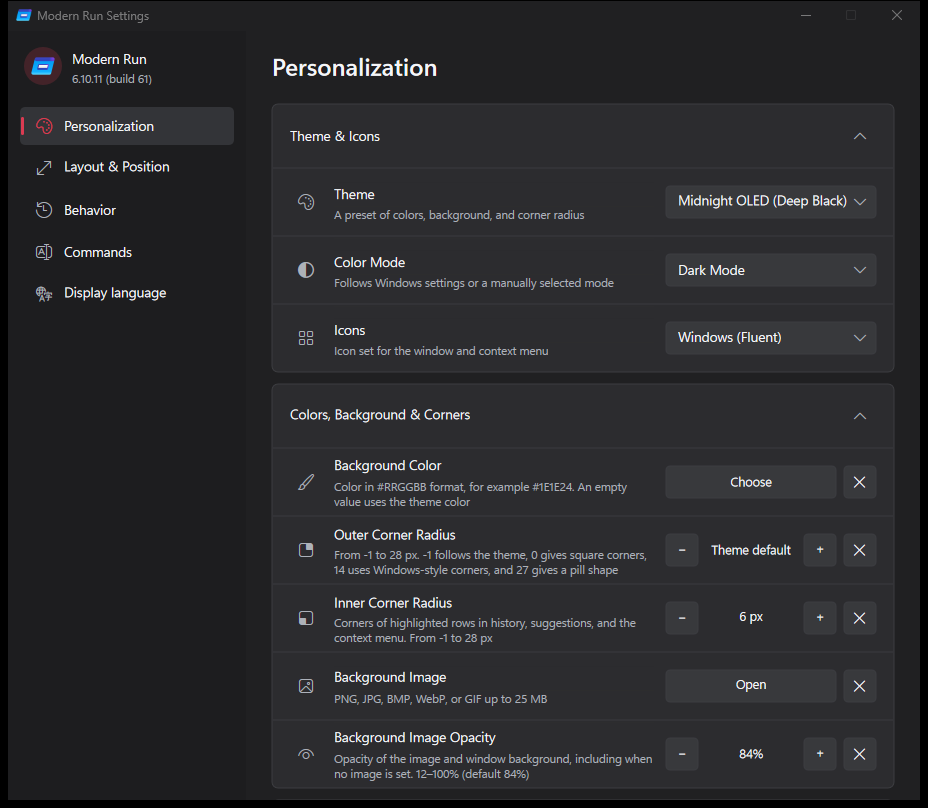 Modern Run Settings
Modern Run
6.10.11 (build 61)
Personalization
Layout & Position
Behavior
Commands
Display language
Personalization
Theme & Icons
Theme
A preset of colors, background, and corner radius
Midnight OLED (Deep Black)
Color Mode
Follows Windows settings or a manually selected mode
Dark Mode
Icons
Icon set for the window and context menu
Windows (Fluent)
Colors, Background & Corners
Background Color
Color in #RRGGBB format, for example #1E1E24. An empty
value uses the theme color
Choose
Outer Corner Radius
From -1 to 28 px. -1 follows the theme, 0 gives square corners,
14 uses Windows-style corners, and 27 gives a pill shape
− Theme default +
Inner Corner Radius
Corners of highlighted rows in history, suggestions, and the
context menu. From -1 to 28 px
− 6 px +
Background Image
PNG, JPG, BMP, WebP, or GIF up to 25 MB
Open
Background Image Opacity
Opacity of the image and window background, including when
no image is set. 12–100% (default 84%)
− 84% +